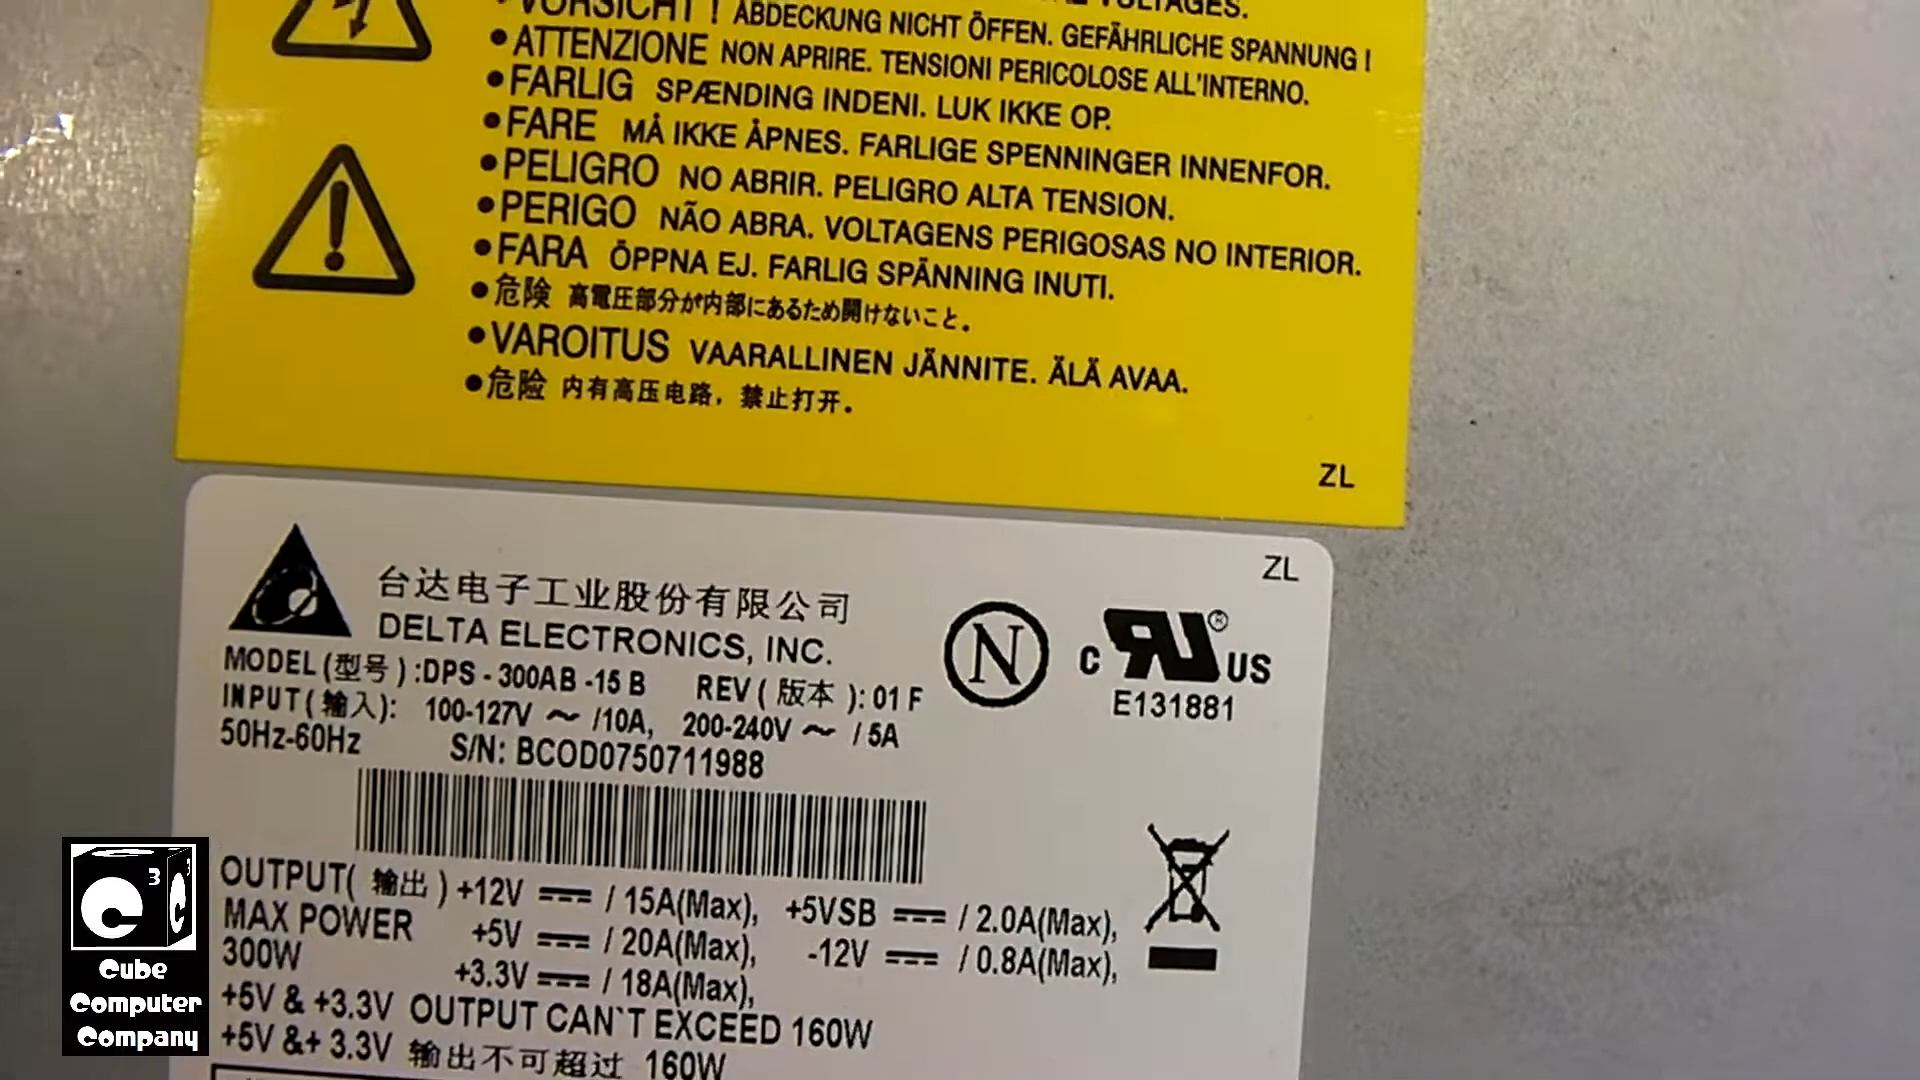 VOLTAGES.
VORSICHT ! ABDECKUNG NICHT ÖFFEN. GEFÄHRLICHE SPANNUNG !
ATTENZIONE NON APRIRE. TENSIONI PERICOLOSE ALL'INTERNO.
FARLIG SPÆNDING INDENI. LUK IKKE OP.
FARE MÅ IKKE ÅPNES. FARLIGE SPENNINGER INNENFOR.
PELIGRO NO ABRIR. PELIGRO ALTA TENSION.
PERIGO NÃO ABRA. VOLTAGENS PERIGOSAS NO INTERIOR.
FARA ÖPPNA EJ. FARLIG SPÄNNING INUTI.
危険 高電圧部分が内部にあるため開けないこと。
VAROITUS VAARALLINEN JÄNNITE. ÄLÄ AVAA.
危险 内有高压电路，禁止打开。
ZL
ZL
台达电子工业股份有限公司
DELTA ELECTRONICS, INC.
MODEL (型号) :DPS - 300AB -15 B REV ( 版本 ): 01 F
INPUT ( 输入): 100-127V ～ /10A, 200-240V ～ / 5A
50Hz-60Hz S/N: BCOD0750711988
N
c RU ® US
E131881
OUTPUT( 输出 ) +12V ⎓ / 15A(Max), +5VSB ⎓ / 2.0A(Max),
MAX POWER +5V ⎓ / 20A(Max), -12V ⎓ / 0.8A(Max),
300W +3.3V ⎓ / 18A(Max),
+5V & +3.3V OUTPUT CAN`T EXCEED 160W
+5V &+ 3.3V 输出不可超过 160W
C 3 C 3
Cube
Computer
Company